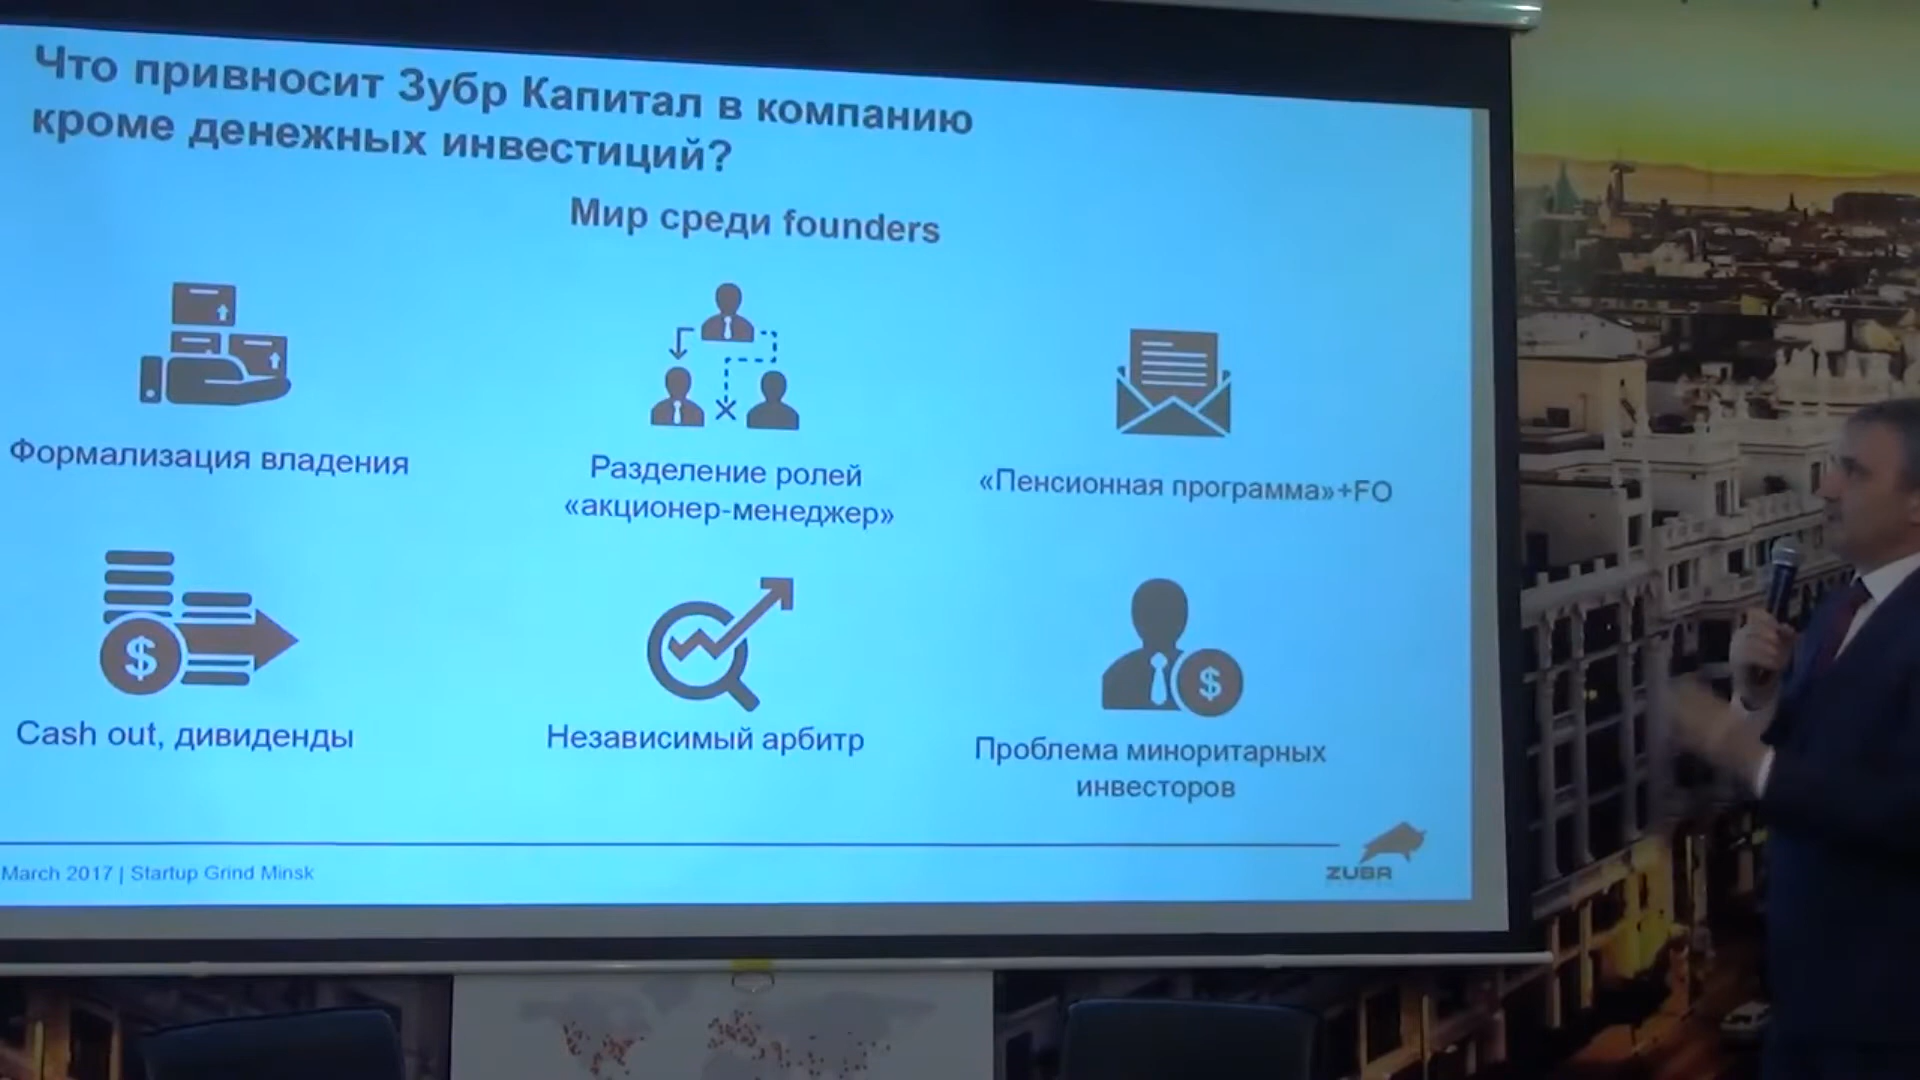 Что привносит Зубр Капитал в компанию
кроме денежных инвестиций?
Мир среди founders
Формализация владения
Разделение ролей
«акционер-менеджер»
«Пенсионная программа»+FO
$
$
Cash out, дивиденды
Независимый арбитр
Проблема миноритарных
инвесторов
March 2017 | Startup Grind Minsk
ZUBR